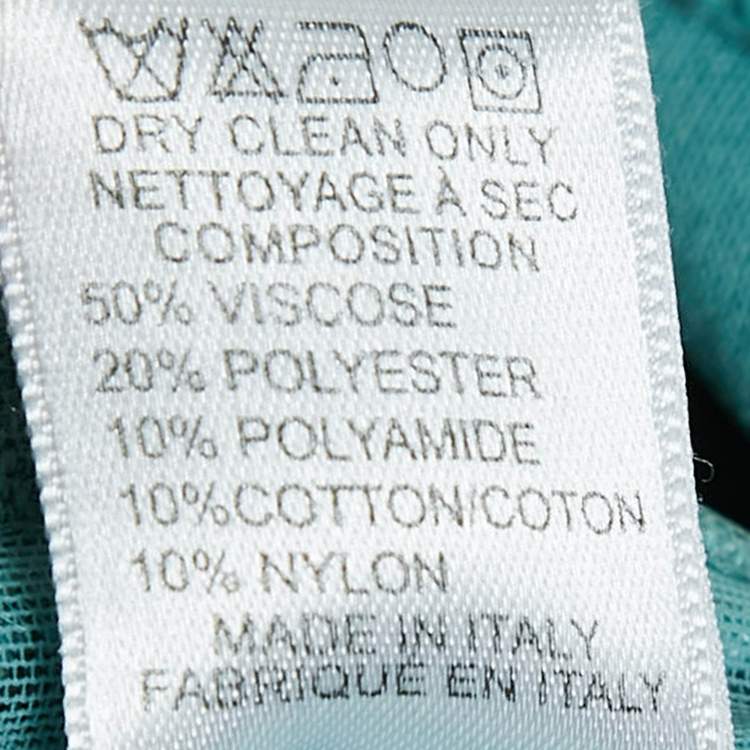 DRY CLEAN ONLY
NETTOYAGE À SEC
COMPOSITION
50% VISCOSE
20% POLYESTER
10% POLYAMIDE
10%COTTON/COTON
10% NYLON
MADE IN ITALY
FABRIQUE EN ITALY